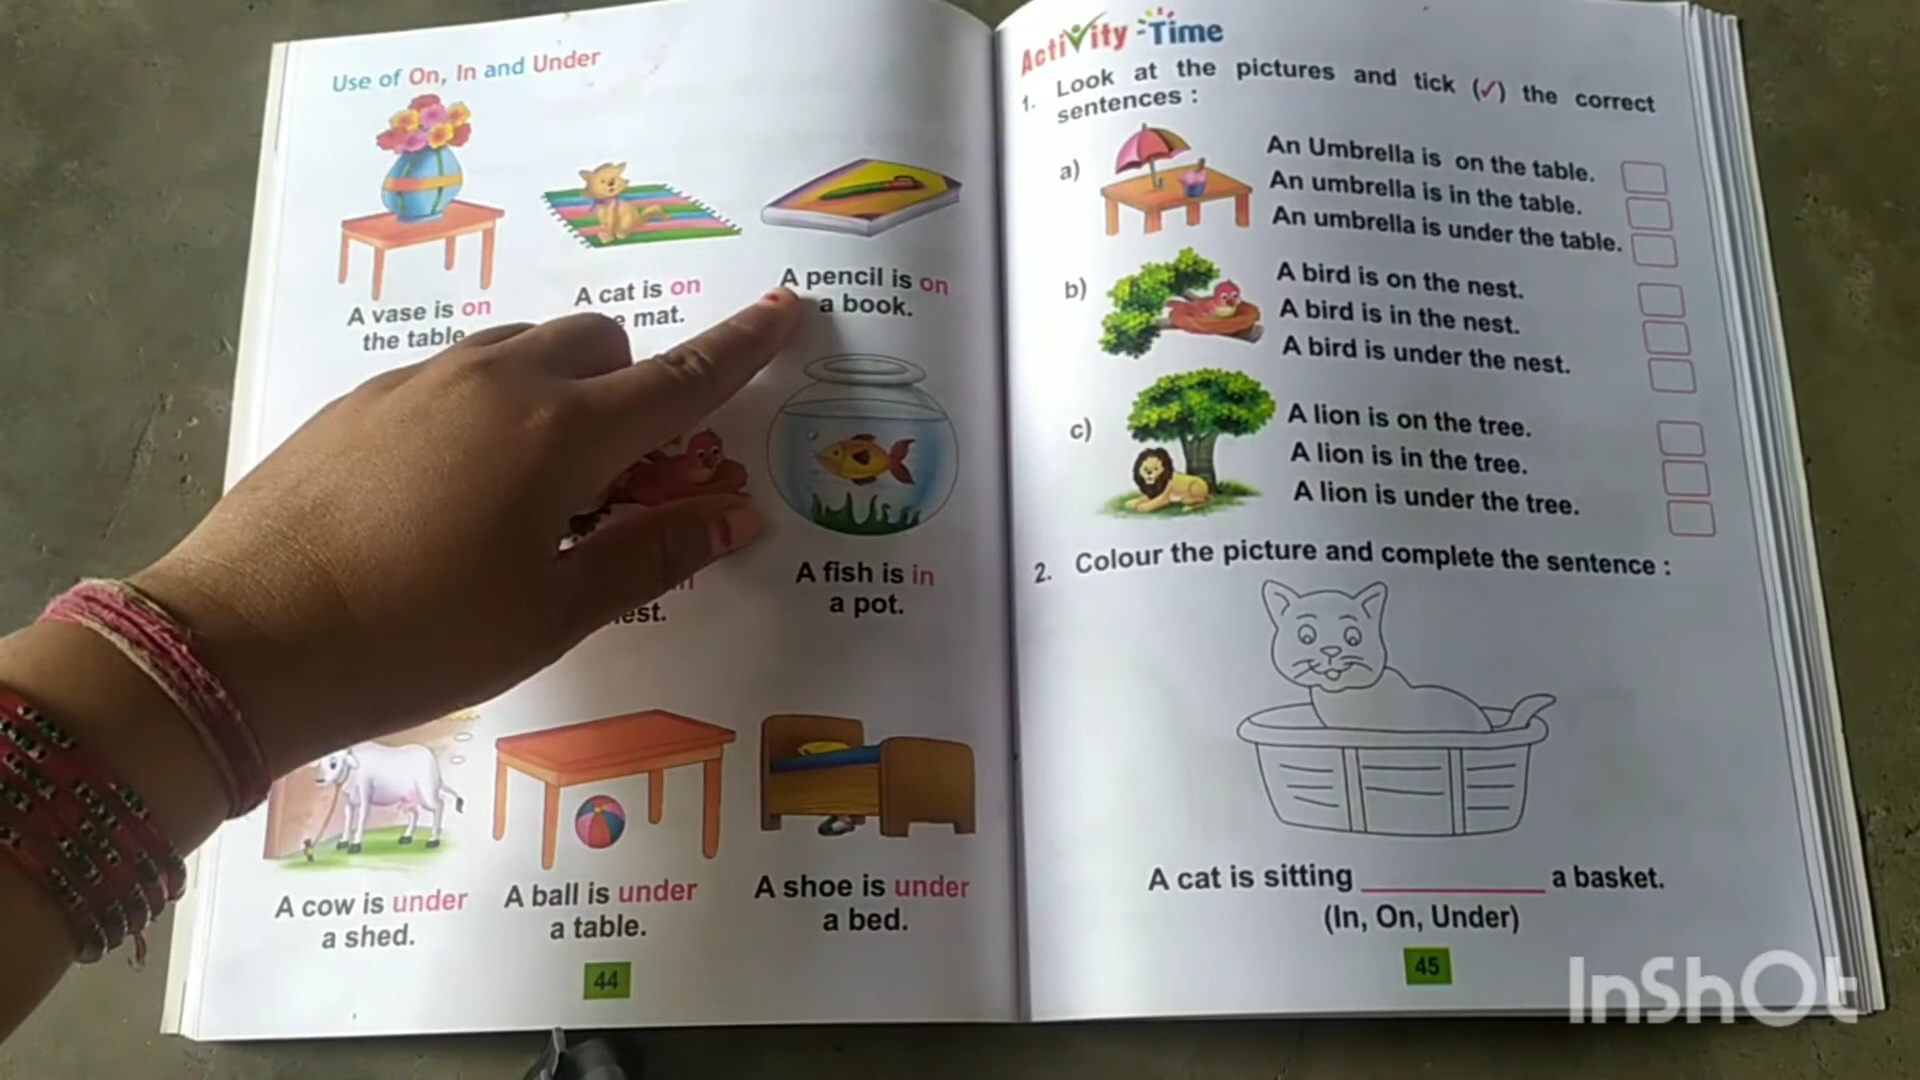 Use of On, In and Under
A vase is on
the table
A cat is on
mat.
A pencil is on
a book.
A fish is in
a pot.
A cow is under
a shed.
A ball is under
a table.
A shoe is under
a bed.
44
Activity Time
1. Look at the pictures and tick (✓) the correct
sentences :
a)
An Umbrella is on the table.
An umbrella is in the table.
An umbrella is under the table.
b)
A bird is on the nest.
A bird is in the nest.
A bird is under the nest.
c)
A lion is on the tree.
A lion is in the tree.
A lion is under the tree.
2. Colour the picture and complete the sentence :
A cat is sitting __________ a basket.
(In, On, Under)
45
InShOt